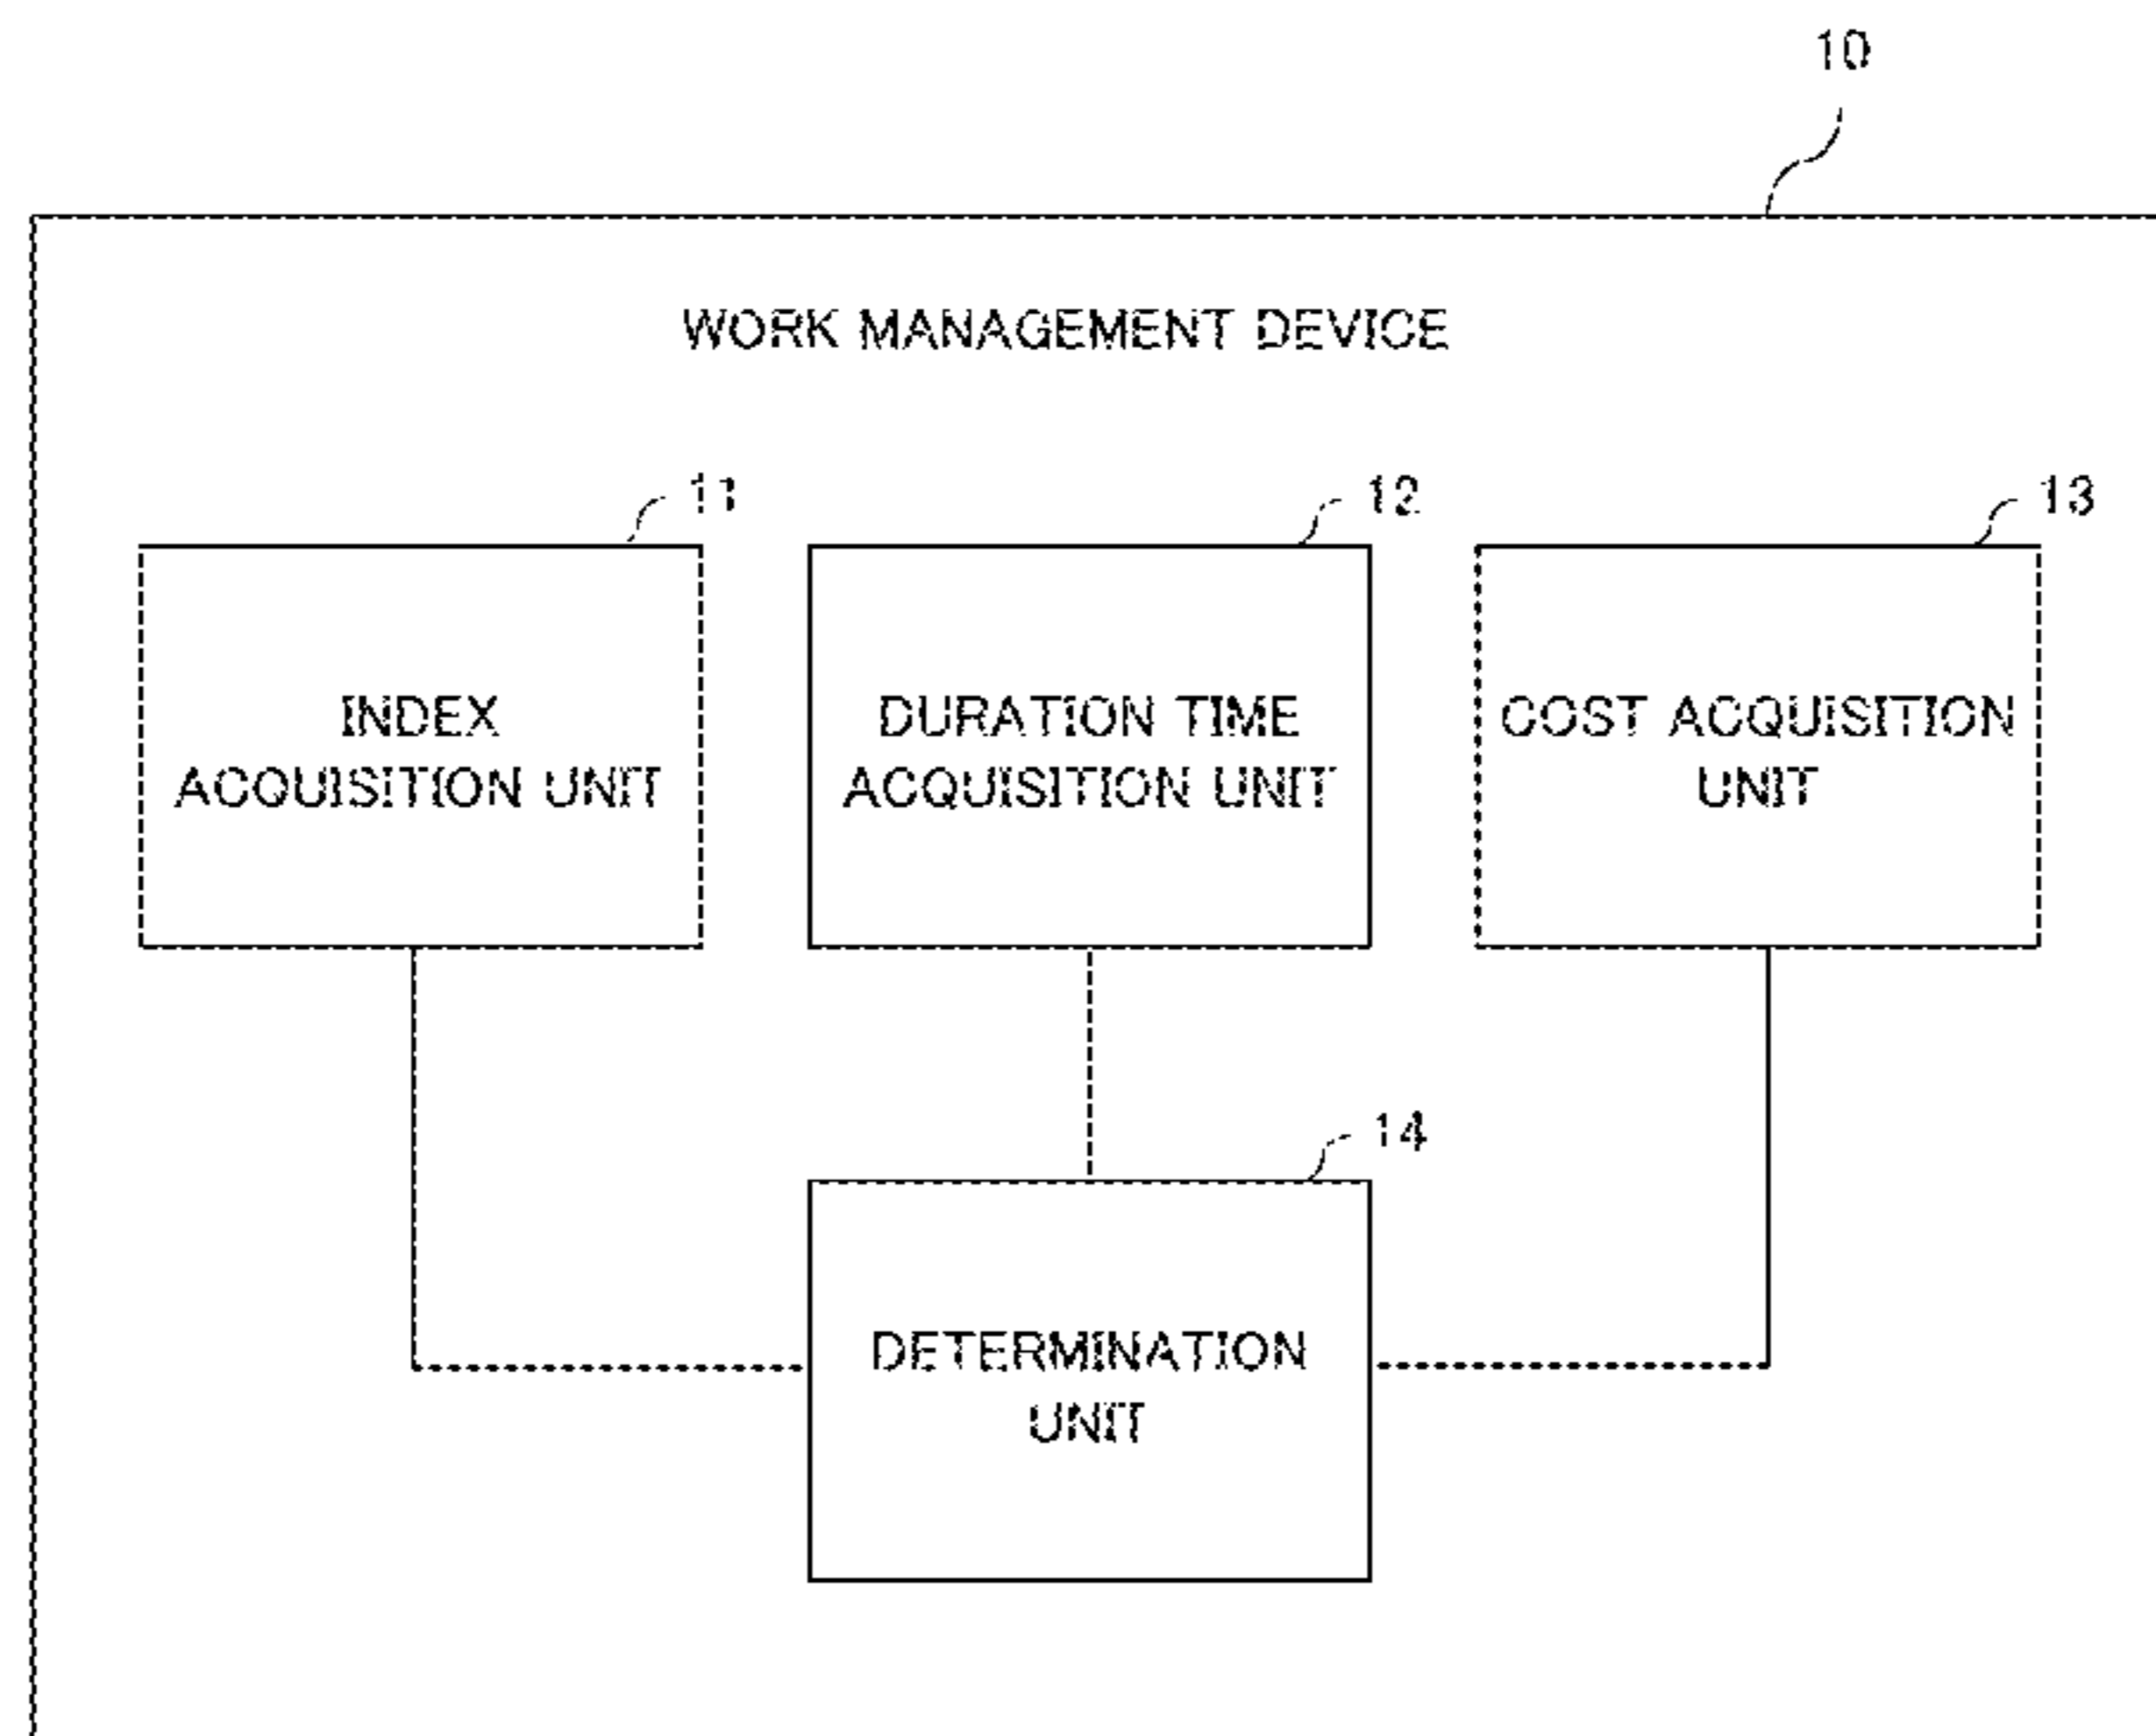 10
WORK MANAGEMENT DEVICE
11
12
13
INDEX
ACQUISITION UNIT
DURATION TIME
ACQUISITION UNIT
COST ACQUISITION
UNIT
14
DETERMINATION
UNIT